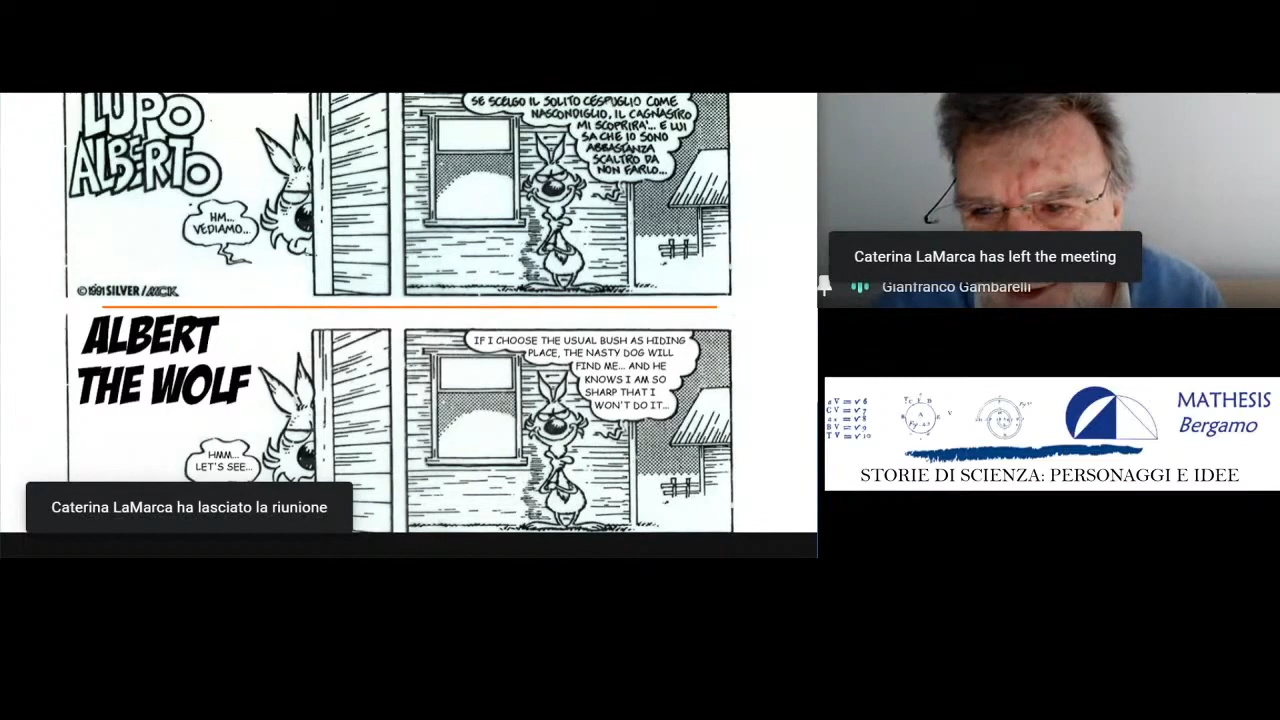 LUPO
ALBERTO
HM...
VEDIAMO...
©1991 SILVER / MCK
SE SCELGO IL SOLITO CESPUGLIO COME
NASCONDIGLIO, IL CAGNASTRO
MI SCOPRIRA'... E LUI
SA CHE IO SONO
ABBASTANZA
SCALTRO DA
NON FARLO...
ALBERT
THE WOLF
HMM...
LET'S SEE...
IF I CHOOSE THE USUAL BUSH AS HIDING
PLACE, THE NASTY DOG WILL
FIND ME... AND HE
KNOWS I AM SO
SHARP THAT I
WON'T DO IT...
Caterina LaMarca ha lasciato la riunione
Caterina LaMarca has left the meeting
Gianfranco Gambarelli
MATHESIS
Bergamo
STORIE DI SCIENZA: PERSONAGGI E IDEE